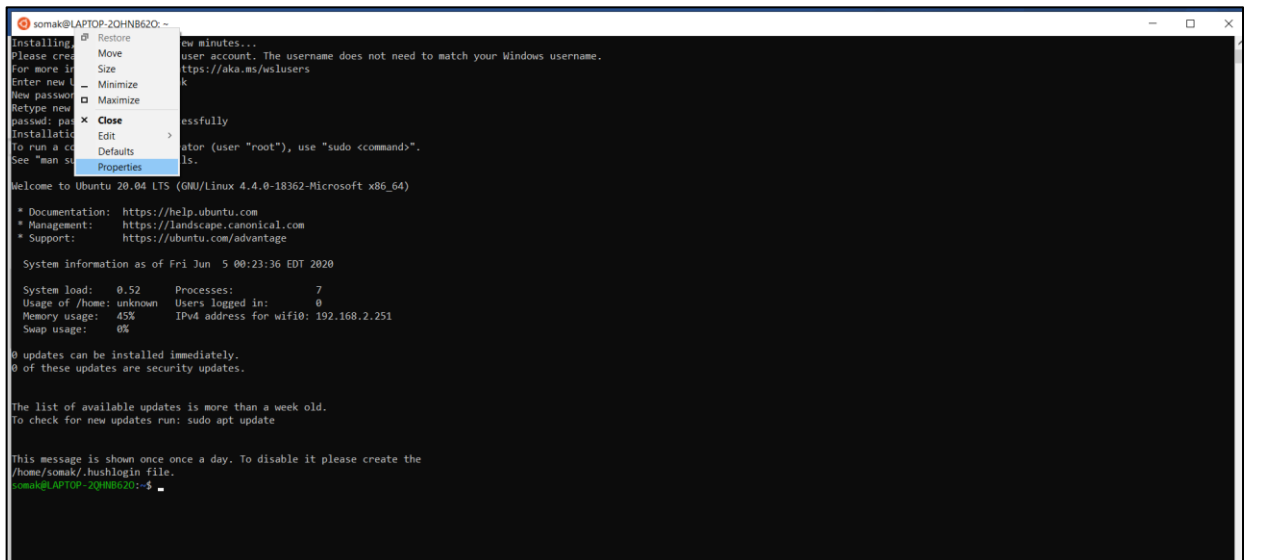 somak@LAPTOP-2QHNB62O: ~
Restore
Move
Size
Minimize
Maximize
Close
Edit
Defaults
Properties
Installing, ew minutes...
Please crea user account. The username does not need to match your Windows username.
For more in ttps://aka.ms/wslusers
Enter new U k
New passwor
Retype new
passwd: pas essfully
Installatio
To run a co ator (user "root"), use "sudo <command>".
See "man su ls.
Welcome to Ubuntu 20.04 LTS (GNU/Linux 4.4.0-18362-Microsoft x86_64)
* Documentation: https://help.ubuntu.com
* Management: https://landscape.canonical.com
* Support: https://ubuntu.com/advantage
System information as of Fri Jun 5 00:23:36 EDT 2020
System load: 0.52 Processes: 7
Usage of /home: unknown Users logged in: 0
Memory usage: 45% IPv4 address for wifi0: 192.168.2.251
Swap usage: 0%
0 updates can be installed immediately.
0 of these updates are security updates.
The list of available updates is more than a week old.
To check for new updates run: sudo apt update
This message is shown once once a day. To disable it please create the
/home/somak/.hushlogin file.
somak@LAPTOP-2QHNB62O:~$